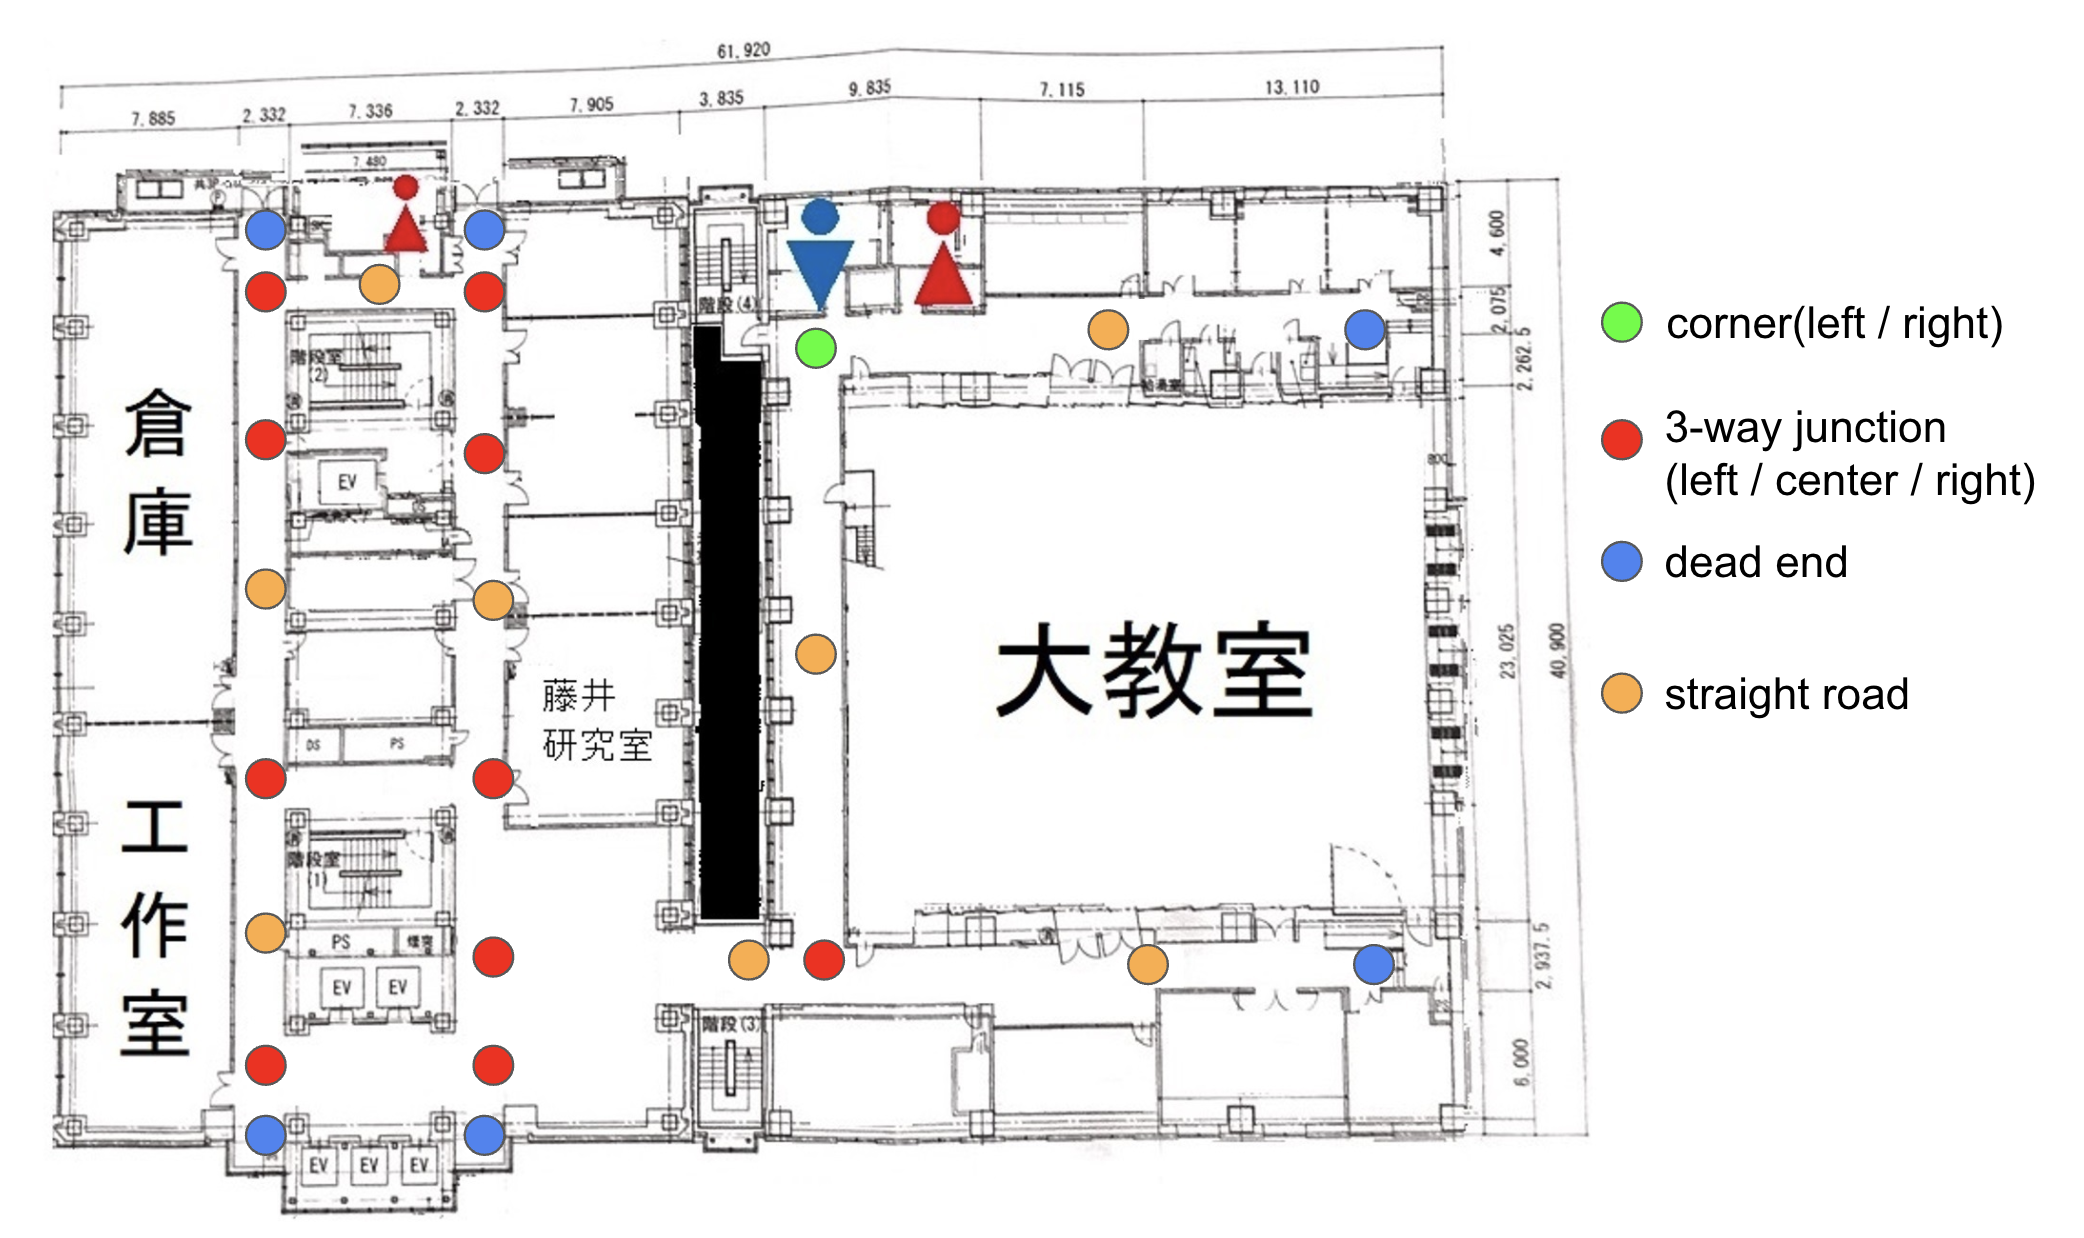 61,920
7,885
2,332
7,336
2,332
7,905
3,835
9,835
7,115
13,110
7,480
階段(4)
階段室
(2)
EV
DS
倉庫
4,600
2,075
2,262.5
800
corner(left / right)
3-way junction
(left / center / right)
dead end
straight road
大教室
23,025
40,900
藤井
研究室
DS
PS
工作室
階段室
(1)
PS
EV
EV
2,937.5
階段(3)
6,000
EV
EV
EV